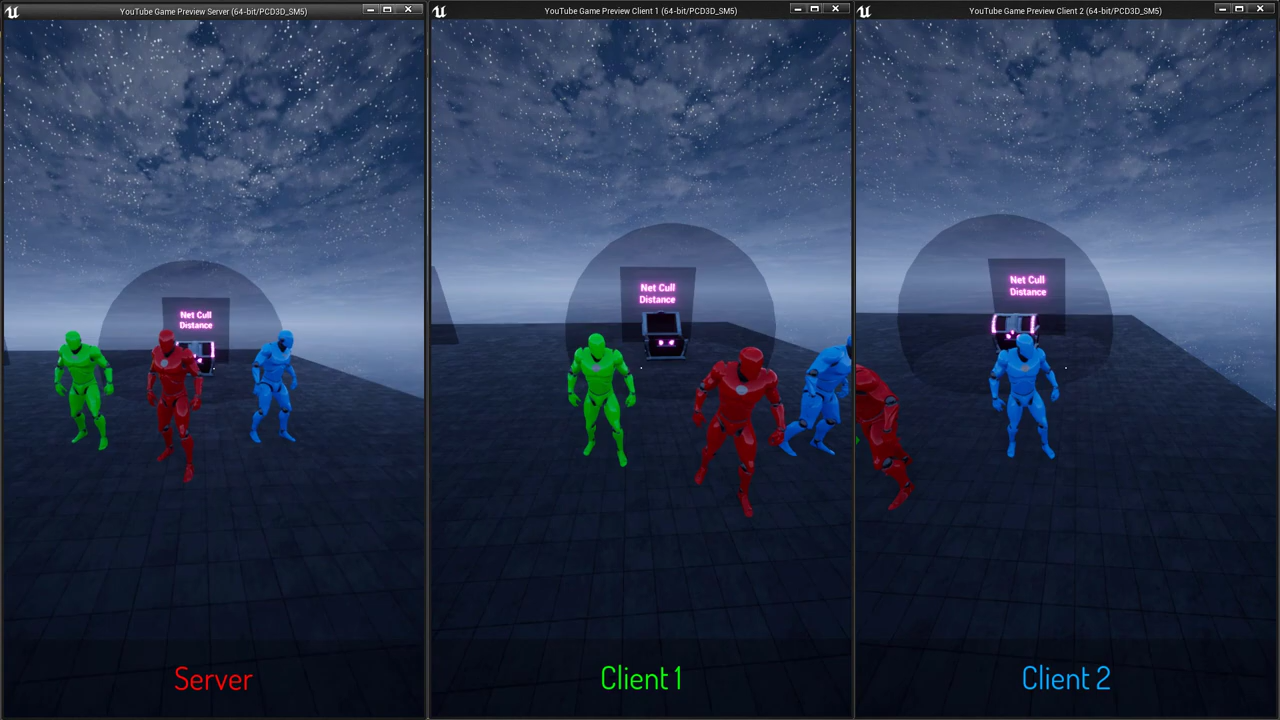 YouTube Game Preview Server (64-bit/PCD3D_SM5)
YouTube Game Preview Client 1 (64-bit/PCD3D_SM5)
YouTube Game Preview Client 2 (64-bit/PCD3D_SM5)
Net Cull
Distance
Net Cull
Distance
Net Cull
Distance
Server
Client 1
Client 2